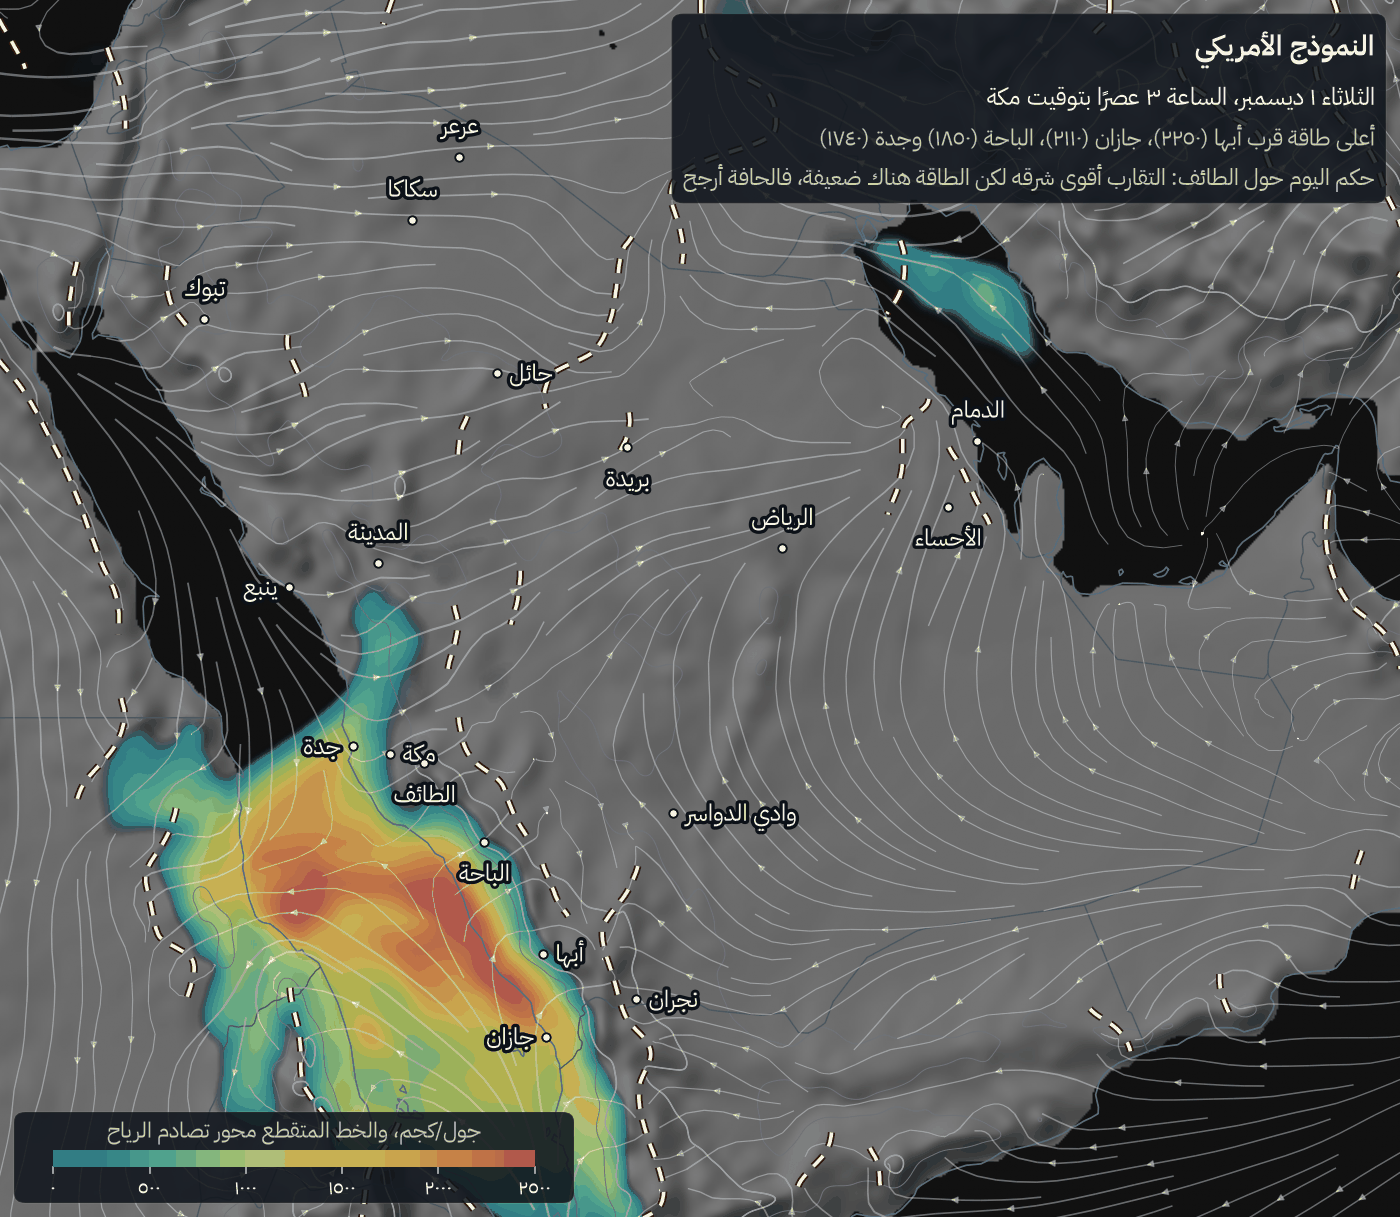 النموذج الأمريكي
الثلاثاء ١ ديسمبر، الساعة ٣ عصرًا بتوقيت مكة
أعلى طاقة قرب أبها (٢٢٥٠)، جازان (٢١١٠)، الباحة (١٨٥٠) وجدة (١٧٤٠)
حكم اليوم حول الطائف: التقارب أقوى شرقه لكن الطاقة هناك ضعيفة، فالحافة أرجح
عرعر
سكاكا
تبوك
حائل
الدمام
بريدة
الرياض
الأحساء
المدينة
ينبع
جدة
مكة
الطائف
وادي الدواسر
الباحة
أبها
نجران
جازان
جول/كجم، والخط المتقطع محور تصادم الرياح
٠ ٥٠٠ ١٠٠٠ ١٥٠٠ ٢٠٠٠ ٢٥٠٠